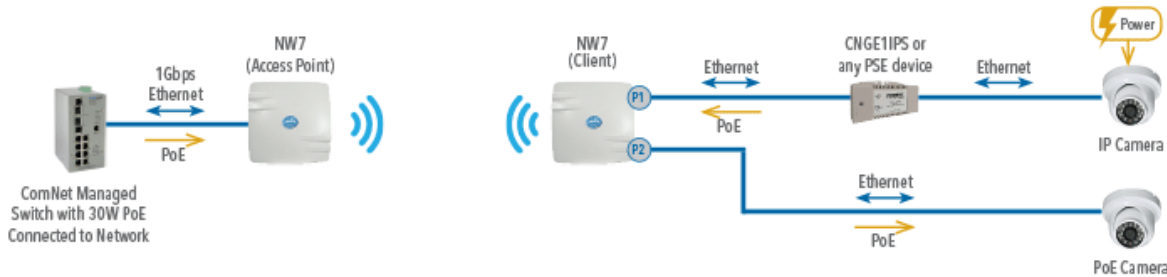 NW7
(Access Point)
1Gbps
Ethernet
PoE
ComNet Managed
Switch with 30W PoE
Connected to Network
NW7
(Client)
P1
P2
Ethernet
PoE
CNGE1IPS or
any PSE device
Ethernet
Power
IP Camera
Ethernet
PoE
PoE Camera